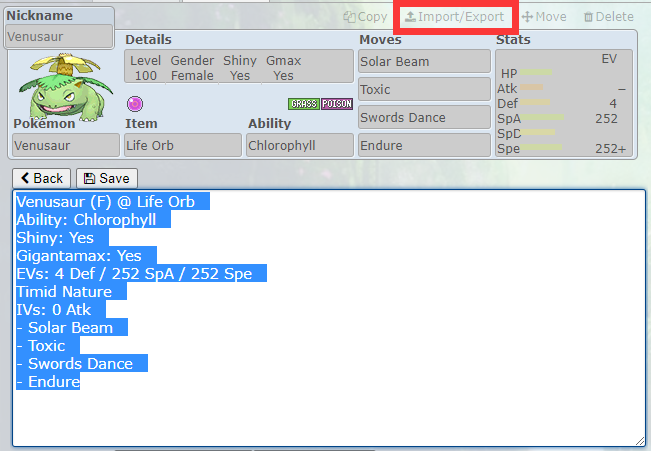 Nickname
Venusaur
Copy
Import/Export
Move
Delete
Details
Level Gender Shiny Gmax
100 Female Yes Yes
GRASS POISON
Moves
Solar Beam
Toxic
Swords Dance
Endure
Stats
EV
HP
Atk –
Def 4
SpA 252
SpD
Spe 252+
Pokémon
Venusaur
Item
Life Orb
Ability
Chlorophyll
Back
Save
Venusaur (F) @ Life Orb
Ability: Chlorophyll
Shiny: Yes
Gigantamax: Yes
EVs: 4 Def / 252 SpA / 252 Spe
Timid Nature
IVs: 0 Atk
- Solar Beam
- Toxic
- Swords Dance
- Endure